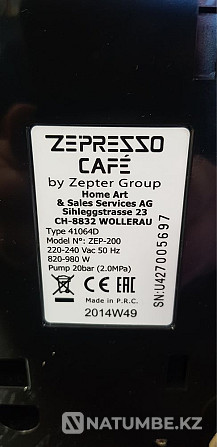 ZEPRESSO
CAFÉ
by Zepter Group
Home Art
& Sales Services AG
Sihleggstrasse 23
CH-8832 WOLLERAU
Type 41064D
Model N°: ZEP-200
220-240 Vac 50 Hz
820-980 W
Pump 20bar (2.0MPa)
Made in P.R.C.
2014W49
SN:U427005697
NATUMBE.KZ